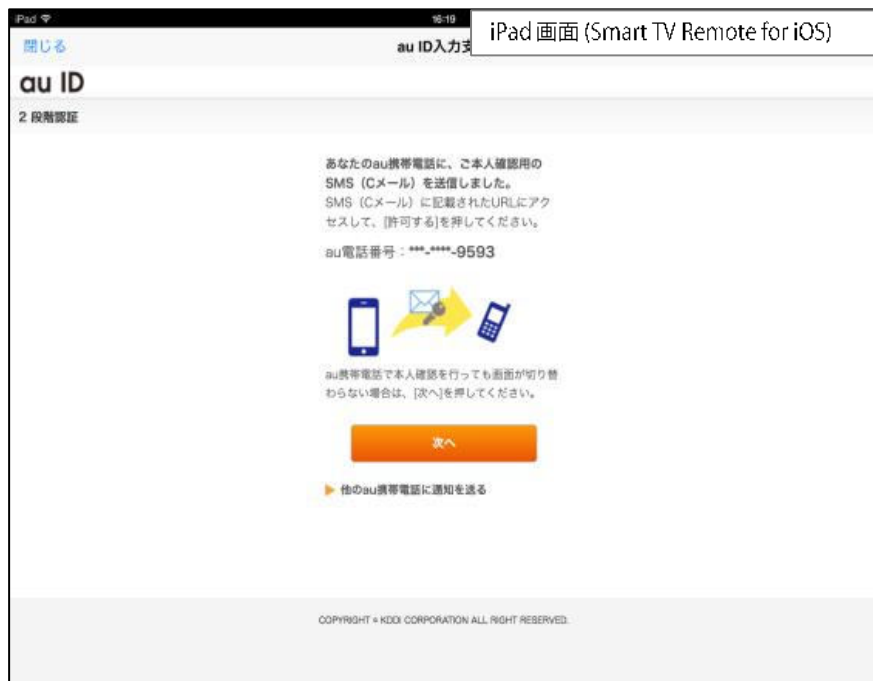 iPad
16:19
iPad 画面 (Smart TV Remote for iOS)
閉じる
au ID入力支
au ID
2 段階認証
あなたのau携帯電話に、ご本人確認用の
SMS（Cメール）を送信しました。
SMS（Cメール）に記載されたURLにアク
セスして、[許可する]を押してください。
au電話番号：***-****-9593
au携帯電話で本人確認を行っても画面が切り替
わらない場合は、[次へ]を押してください。
次へ
他のau携帯電話に通知を送る
COPYRIGHT © KDDI CORPORATION ALL RIGHT RESERVED.